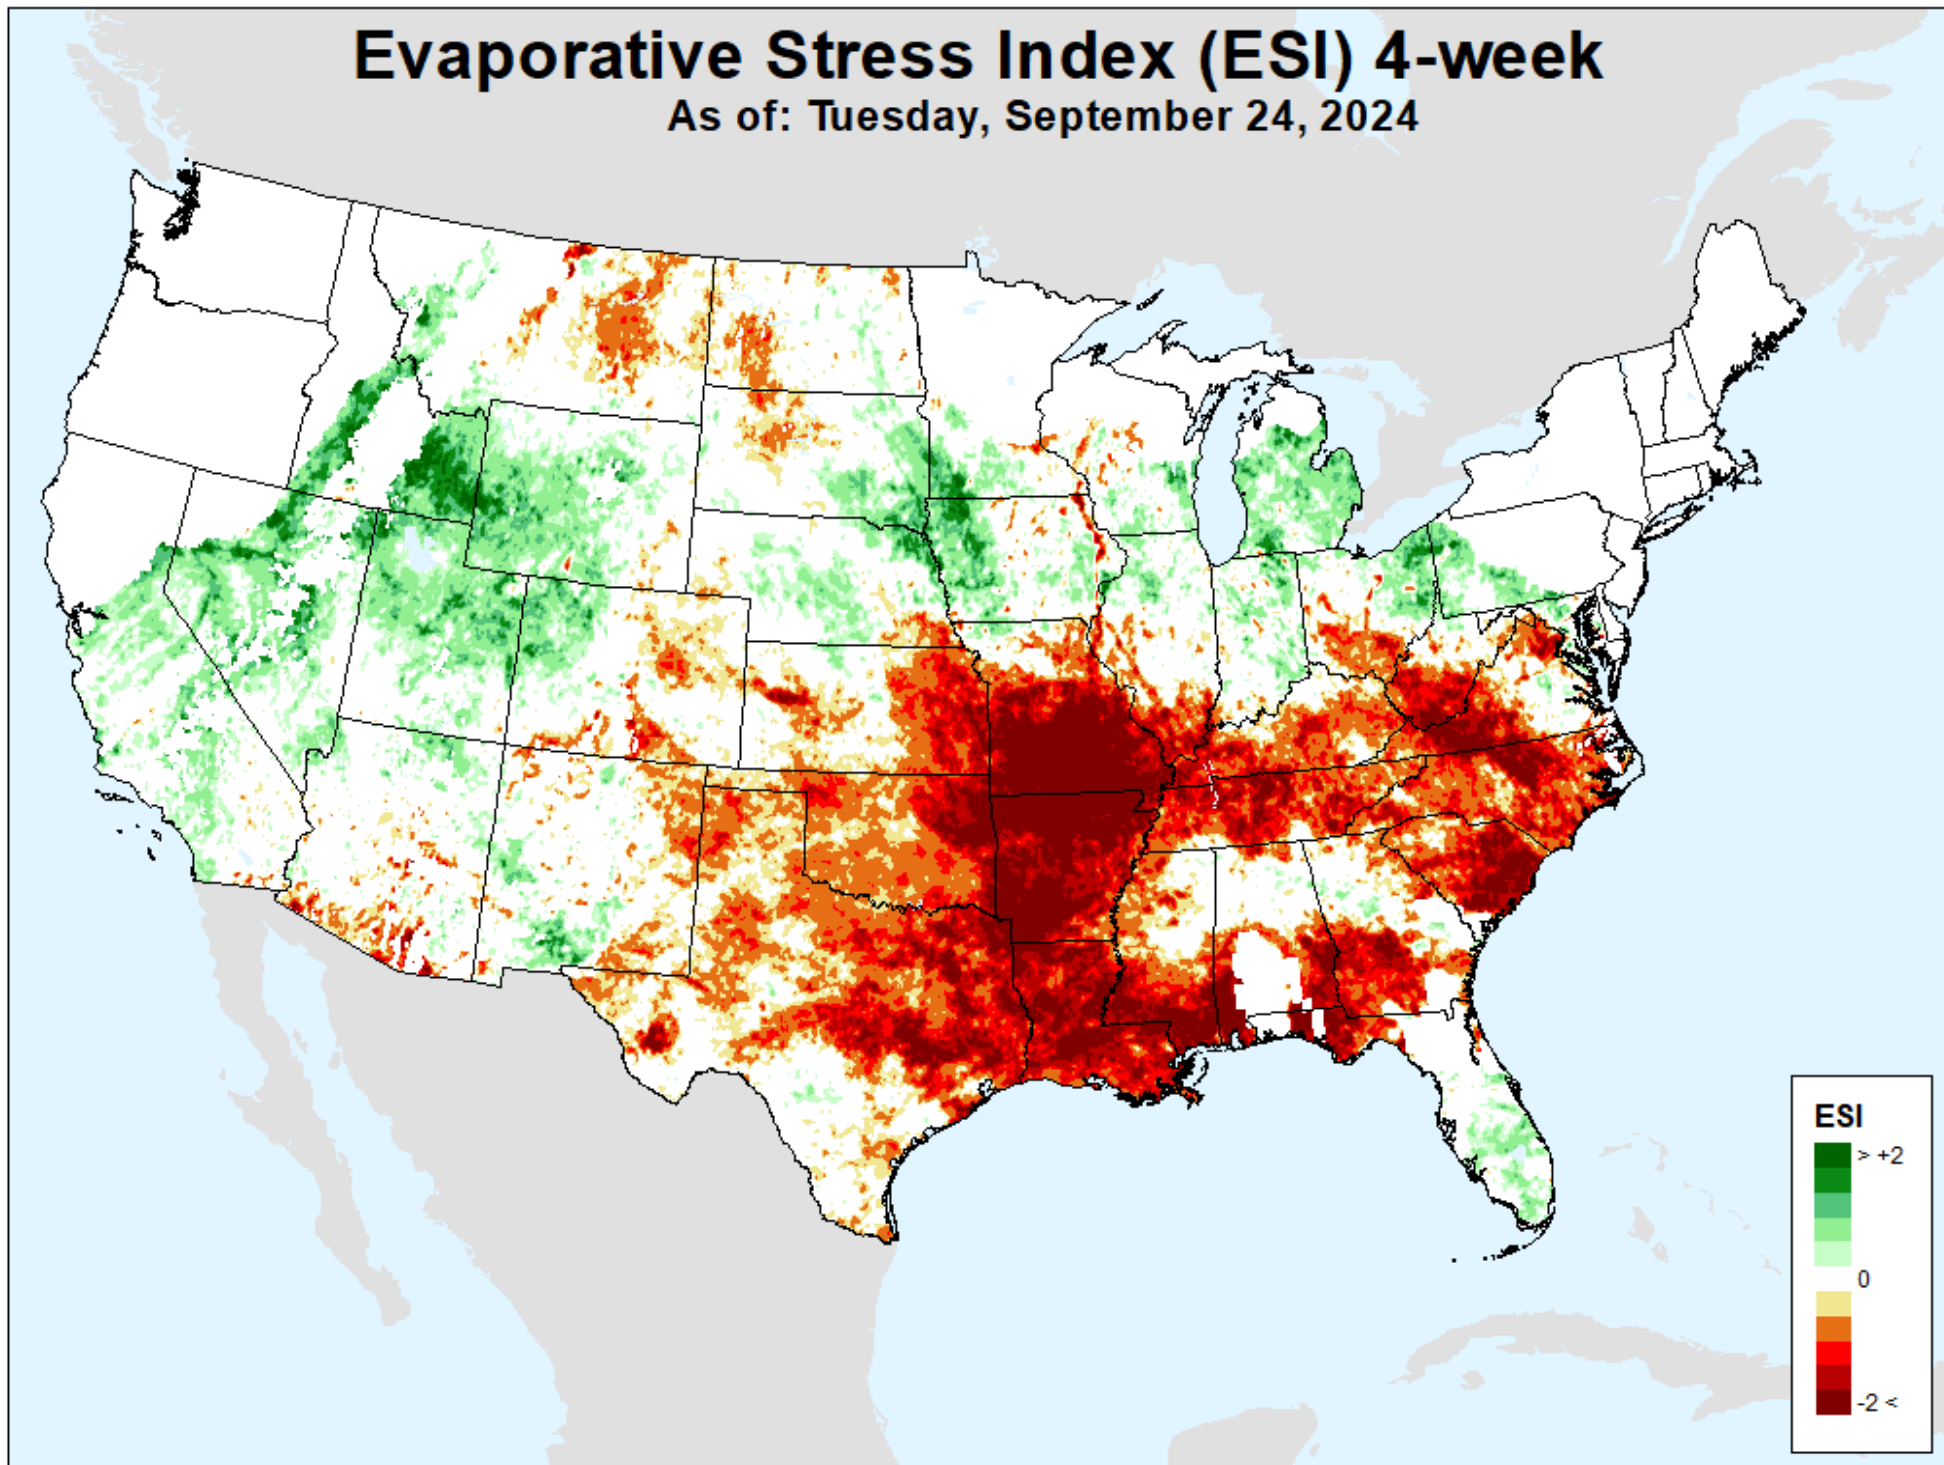 Evaporative Stress Index (ESI) 4-week
As of: Tuesday, September 24, 2024
ESI
> +2
0
-2 <